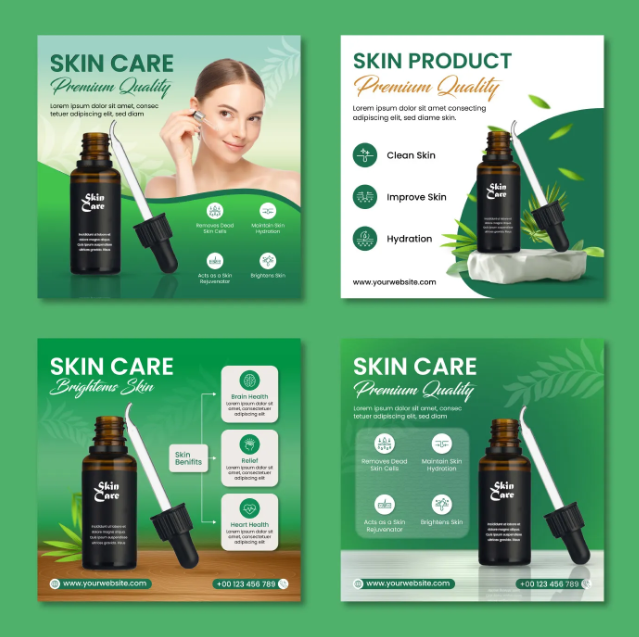 SKIN CARE
Premium Quality
Lorem ipsum dolor sit amet, consec
tetuer adipiscing elit, sed diam
Skin
Care
Removes Dead
Skin Cells
Maintain Skin
Hydration
Acts as a Skin
Rejuvenator
Brightens Skin
SKIN PRODUCT
Premium Quality
Lorem ipsum dolor sit amet, consecting
adipiscing elit, sed diame skin.
Clean Skin
Improve Skin
Hydration
Skin
Care
www.yourwebsite.com
SKIN CARE
Brightems Skin
Skin
Care
Skin
Benifits
Brain Health
Lorem ipsum dolor sit
amet, consectetuer
adipiscing elit
Relief
Lorem ipsum dolor sit
amet, consectetuer
adipiscing elit
Heart Health
Lorem ipsum dolor sit
amet, consectetuer
adipiscing elit
www.yourwebsite.com
+00 123 456 789
SKIN CARE
Premium Quality
Lorem ipsum dolor sit amet, consec
tetuer adipiscing elit, sed diam
Removes Dead
Skin Cells
Maintain Skin
Hydration
Acts as a Skin
Rejuvenator
Brightens Skin
Skin
Care
www.yourwebsite.com
+00 123 456 789